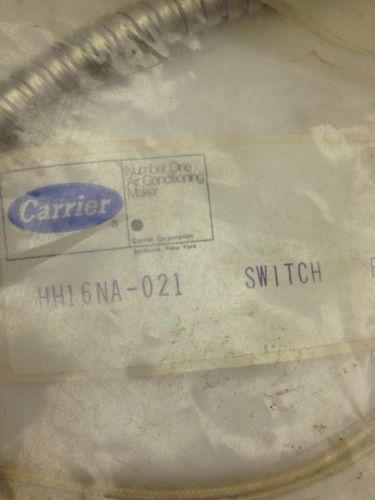 Carrier ®
Number One
Air Conditioning
Maker
Carrier Corporation
Syracuse, New York
HH16NA-021 SWITCH